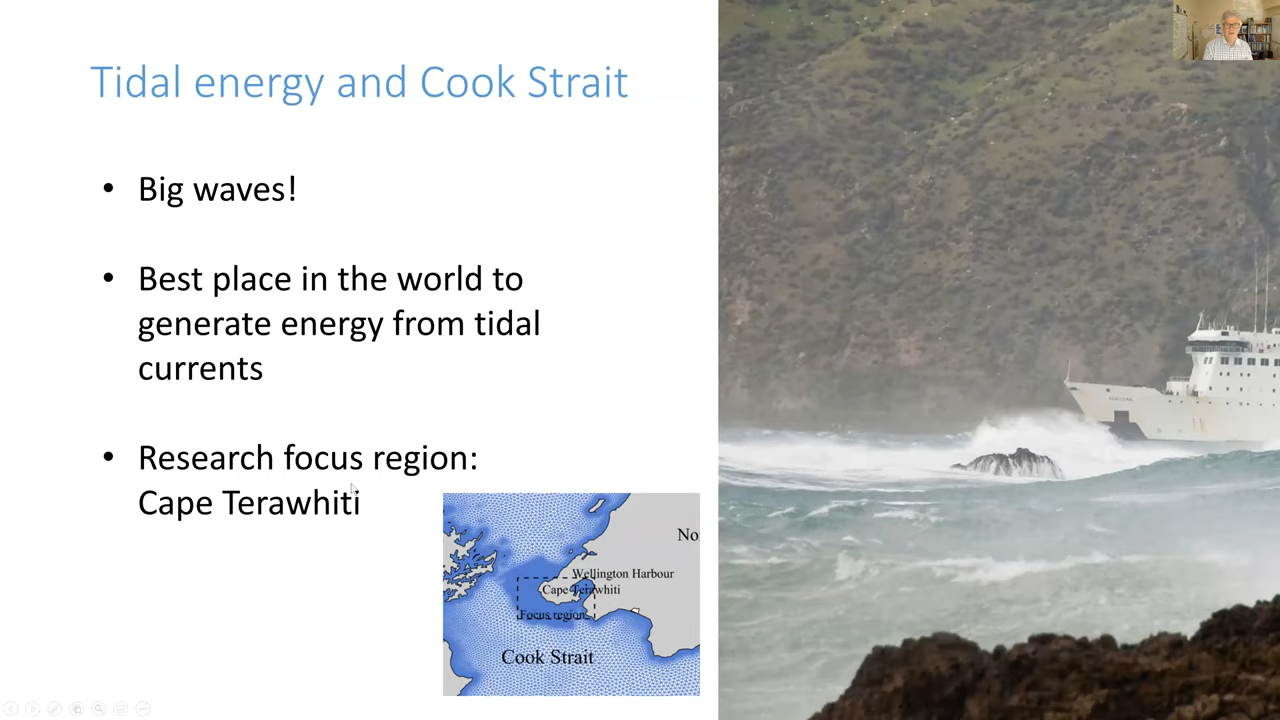 Tidal energy and Cook Strait
• Big waves!
• Best place in the world to
generate energy from tidal
currents
• Research focus region:
Cape Terawhiti
No
Wellington Harbour
Cape Terawhiti
Focus region
Cook Strait